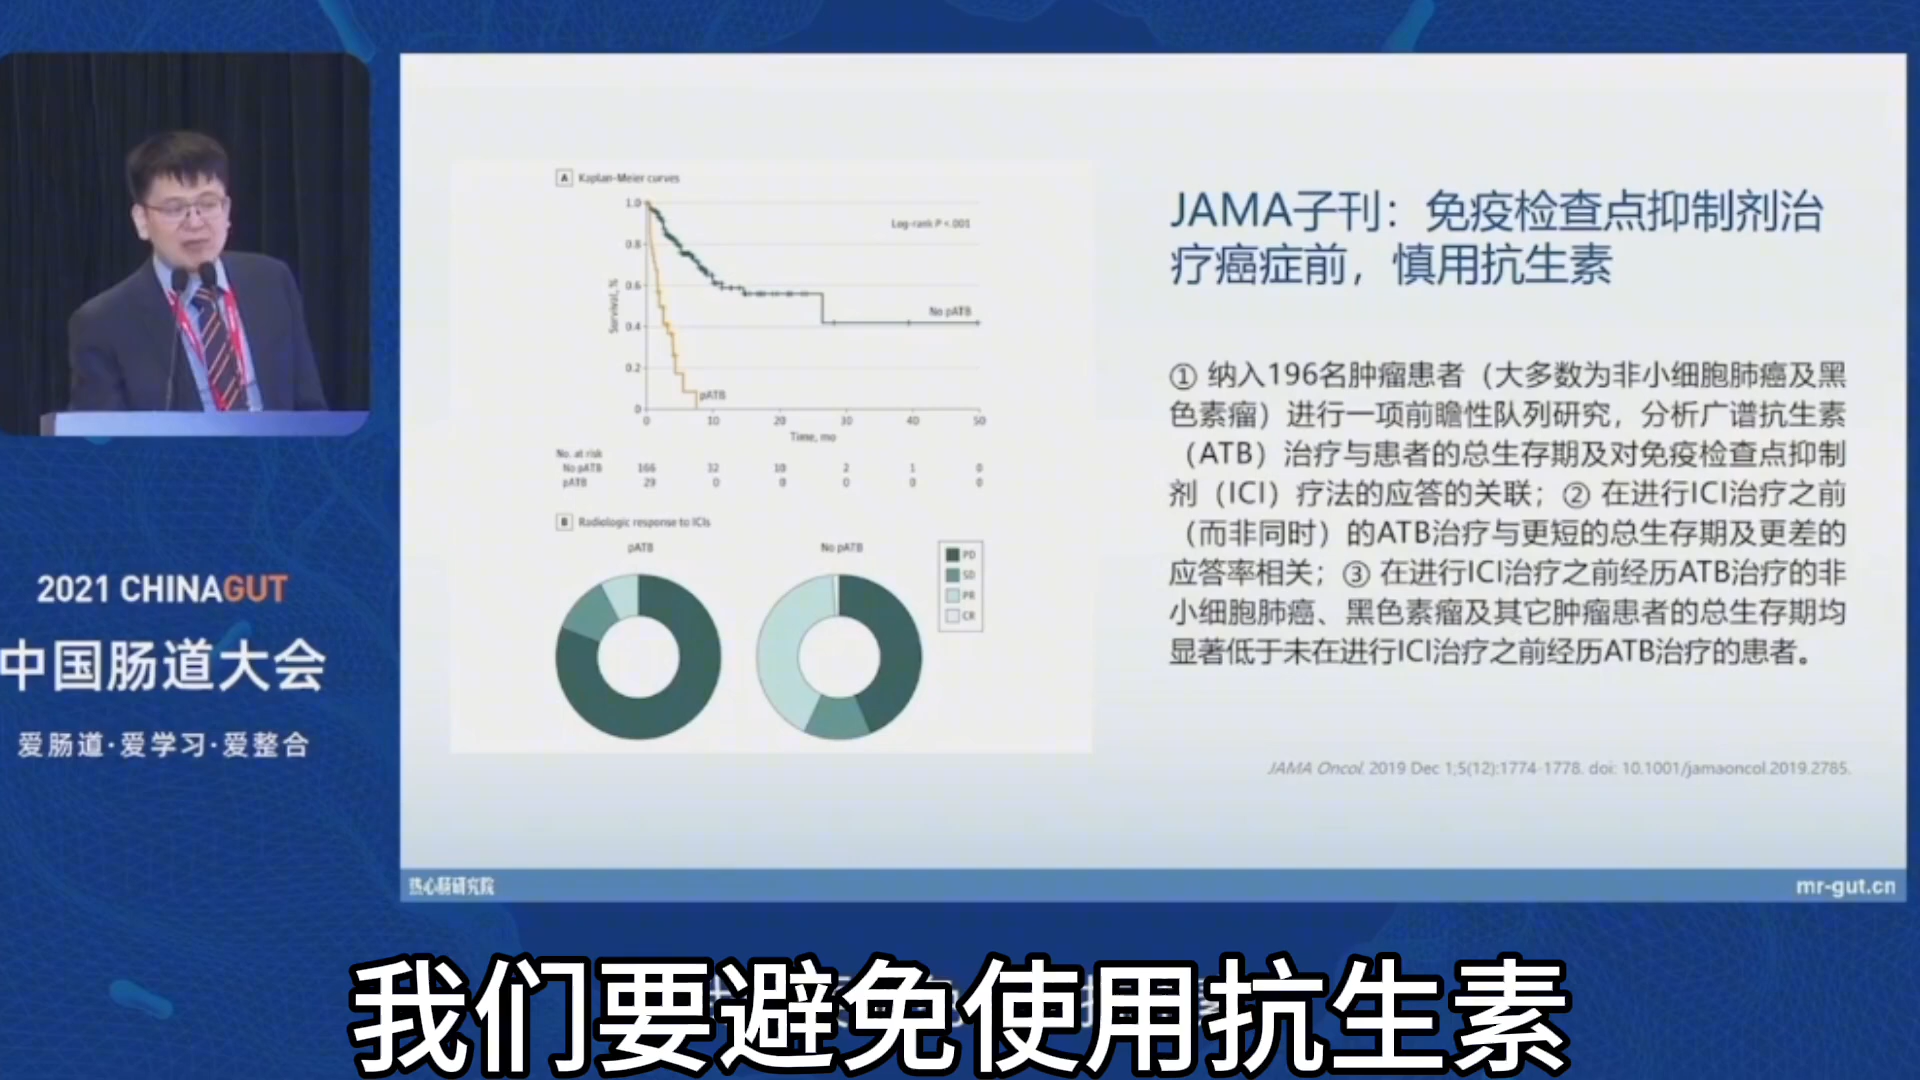 2021 CHINAGUT
中国肠道大会
爱肠道·爱学习·爱整合
A Kaplan-Meier curves
Log-rank P <.001
Survival, %
1.0
0.8
0.6
0.4
0.2
0
No pATB
pATB
0 10 20 30 40 50
Time, mo
No. at risk
No pATB 166 32 10 2 1 0
pATB 29 0 0 0 0 0
B Radiologic response to ICIs
pATB
No pATB
PD
SD
PR
CR
JAMA子刊：免疫检查点抑制剂治
疗癌症前，慎用抗生素
① 纳入196名肿瘤患者（大多数为非小细胞肺癌及黑
色素瘤）进行一项前瞻性队列研究，分析广谱抗生素
（ATB）治疗与患者的总生存期及对免疫检查点抑制
剂（ICI）疗法的应答的关联；② 在进行ICI治疗之前
（而非同时）的ATB治疗与更短的总生存期及更差的
应答率相关；③ 在进行ICI治疗之前经历ATB治疗的非
小细胞肺癌、黑色素瘤及其它肿瘤患者的总生存期均
显著低于未在进行ICI治疗之前经历ATB治疗的患者。
JAMA Oncol. 2019 Dec 1;5(12):1774-1778. doi: 10.1001/jamaoncol.2019.2785.
热心肠研究院
mr-gut.cn
我们要避免使用抗生素